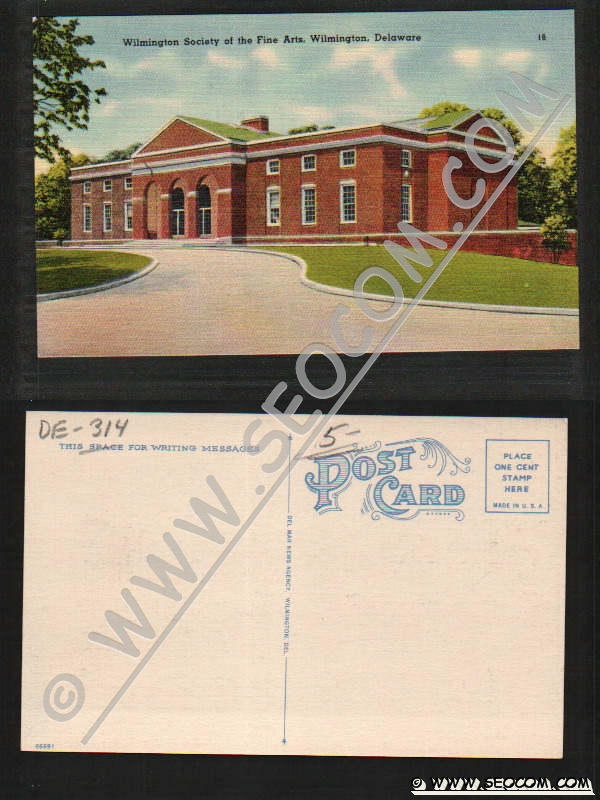 Wilmington Society of the Fine Arts, Wilmington, Delaware 18
© WWW.SEOCOM.COM
DE-314
THIS SPACE FOR WRITING MESSAGES
5-
POST CARD
PLACE
ONE CENT
STAMP
HERE
MADE IN U.S.A.
DEL MAR NEWS AGENCY, WILMINGTON, DEL.
© WWW.SEOCOM.COM